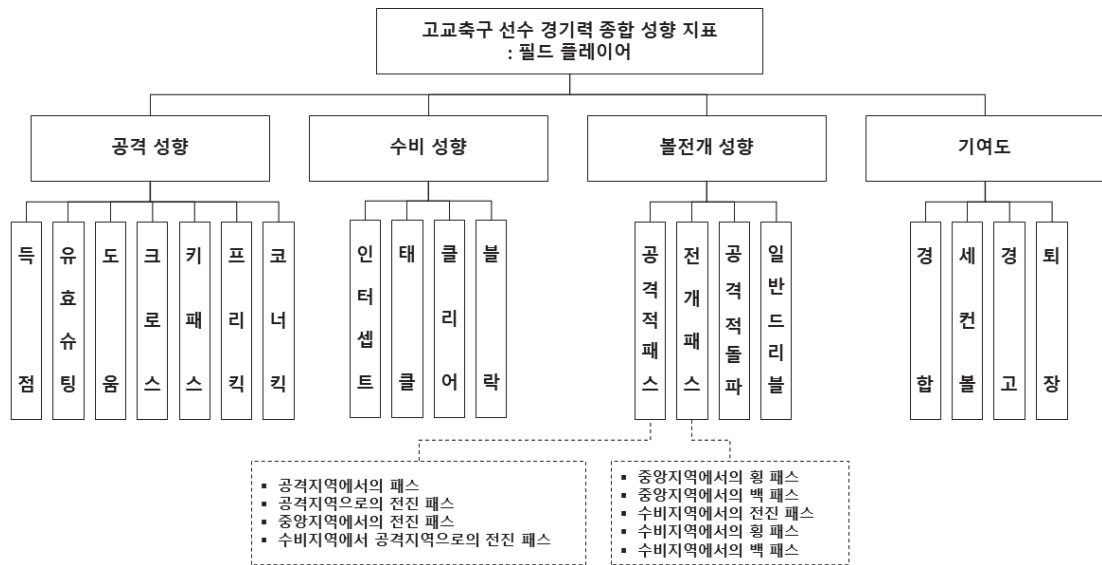 고교축구 선수 경기력 종합 성향 지표
: 필드 플레이어
공격 성향
수비 성향
볼전개 성향
기여도
득점
유효슈팅
도움
크로스
키패스
프리킥
코너킥
인터셉트
태클
클리어
블락
공격적패스
전개패스
공격적돌파
일반드리블
경합
세컨볼
경고
퇴장
▪ 공격지역에서의 패스
▪ 공격지역으로의 전진 패스
▪ 중앙지역에서의 전진 패스
▪ 수비지역에서 공격지역으로의 전진 패스
▪ 중앙지역에서의 횡 패스
▪ 중앙지역에서의 백 패스
▪ 수비지역에서의 전진 패스
▪ 수비지역에서의 횡 패스
▪ 수비지역에서의 백 패스